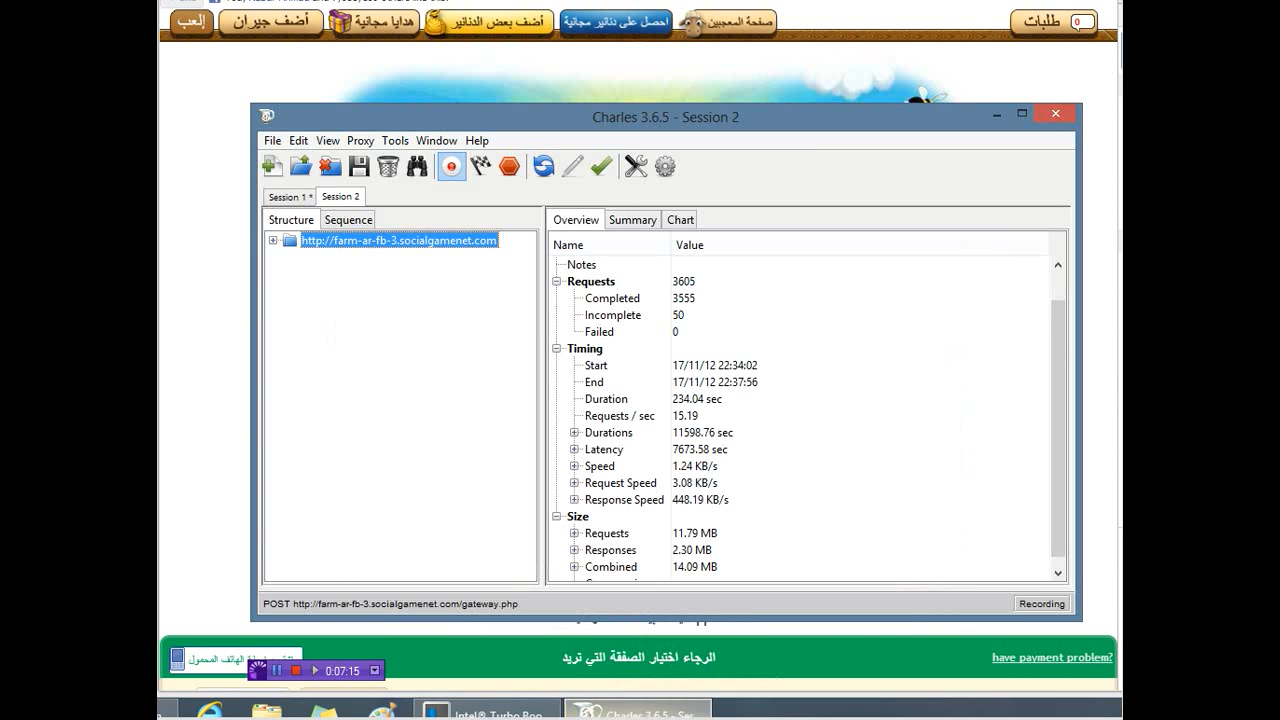 إلعب
أضف جيران
هدايا مجانية
أضف بعض الدنانير
احصل على دنانير مجانية
صفحة المعجبين
0 طلبات
Charles 3.6.5 - Session 2
File Edit View Proxy Tools Window Help
Session 1 * Session 2
Structure Sequence
http://farm-ar-fb-3.socialgamenet.com
Overview Summary Chart
Name Value
Notes
Requests 3605
Completed 3555
Incomplete 50
Failed 0
Timing
Start 17/11/12 22:34:02
End 17/11/12 22:37:56
Duration 234.04 sec
Requests / sec 15.19
Durations 11598.76 sec
Latency 7673.58 sec
Speed 1.24 KB/s
Request Speed 3.08 KB/s
Response Speed 448.19 KB/s
Size
Requests 11.79 MB
Responses 2.30 MB
Combined 14.09 MB
POST http://farm-ar-fb-3.socialgamenet.com/gateway.php
Recording
الهاتف المحمول
الرجاء اختيار الصفقة التي تريد
have payment problem?
0:07:15
Intel® Turbo Boo...
Charles 3.6.5 - Ses...